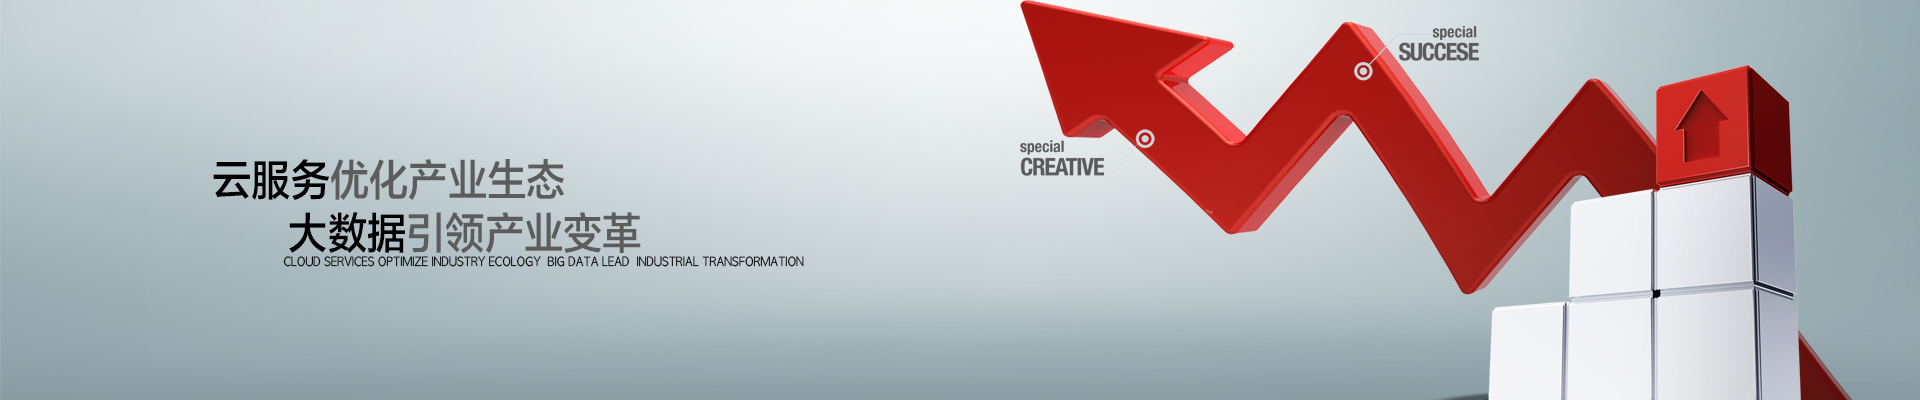 云服务优化产业生态
大数据引领产业变革
CLOUD SERVICES OPTIMIZE INDUSTRY ECOLOGY BIG DATA LEAD INDUSTRIAL TRANSFORMATION
special
CREATIVE
special
SUCCESE